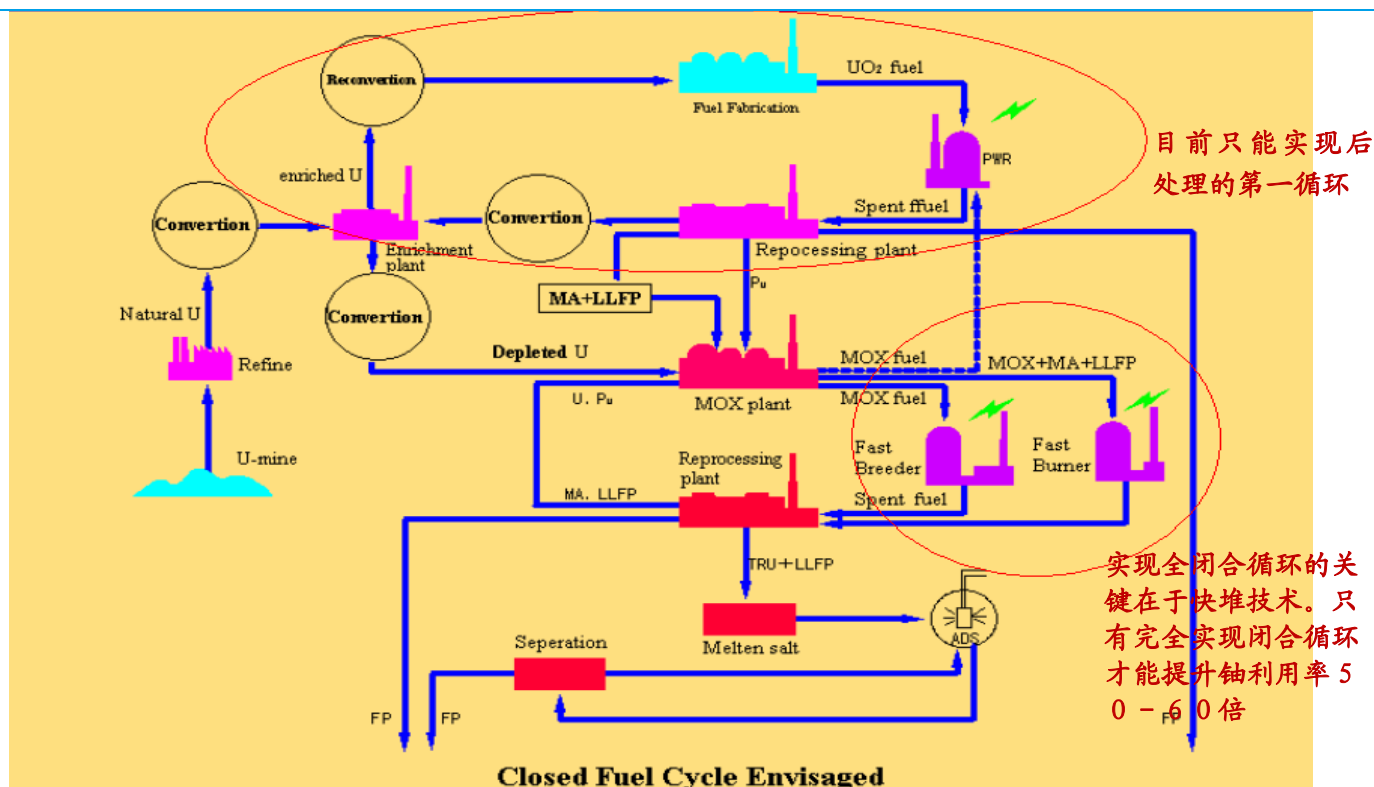 Reconvertion
UO₂ fuel
Fuel Fabrication
目前只能实现后
处理的第一循环
PWR
enriched U
Convertion
Convertion
Spent ffuel
Enrichment
plant
Repocessing plant
Pu
MA+LLFP
Natural U
Convertion
Refine
Depleted U
MOX fuel
MOX+MA+LLFP
MOX fuel
MOX plant
U. Pu
Fast
Breeder
Fast
Burner
U-mine
Reprocessing
plant
MA. LLFP
Spent fuel
TRU+LLFP
实现全闭合循环的关
键在于快堆技术。只
有完全实现闭合循环
才能提升铀利用率5
0-60倍
Melten salt
ADS
Seperation
FP
FP
FP
Closed Fuel Cycle Envisaged